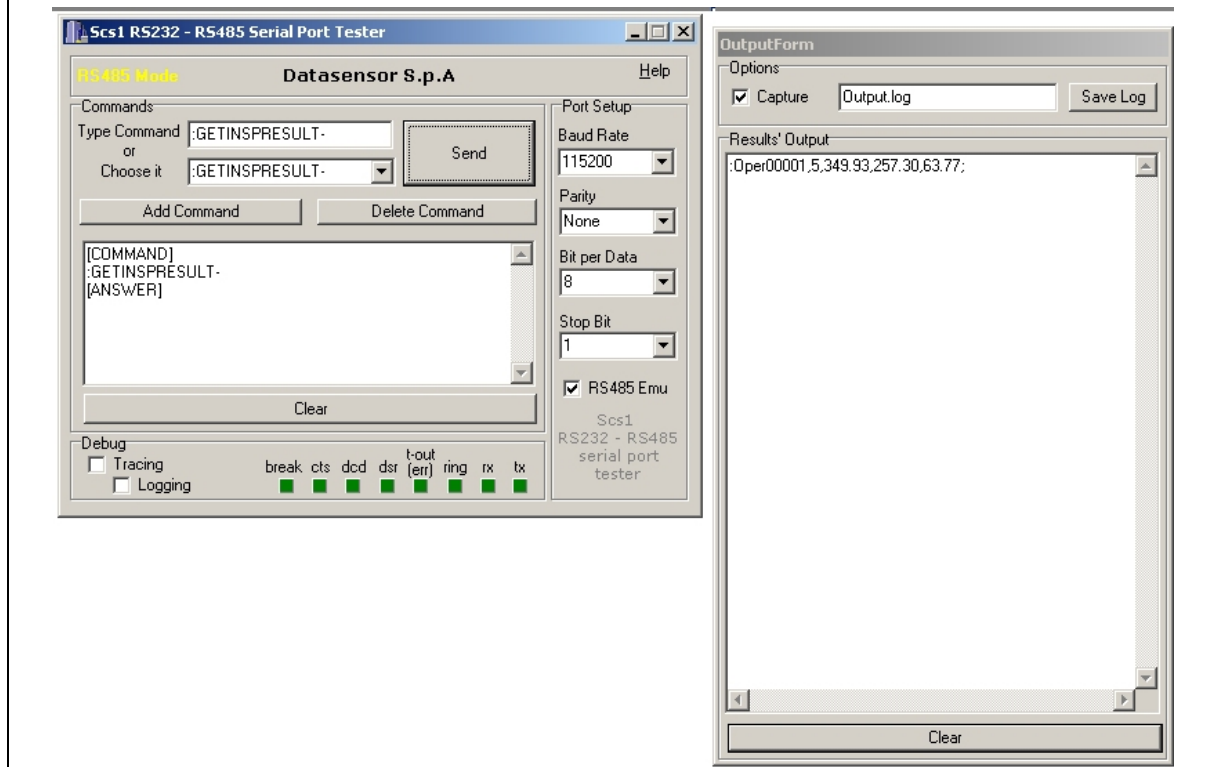 Scs1 RS232 - RS485 Serial Port Tester
RS485 Mode
Datasensor S.p.A
Help
Commands
Type Command
or
Choose it
:GETINSPRESULT-
:GETINSPRESULT-
Send
Add Command
Delete Command
[COMMAND]
:GETINSPRESULT-
[ANSWER]
Clear
Debug
Tracing
Logging
break cts dcd dsr t-out (err) ring rx tx
Port Setup
Baud Rate
115200
Parity
None
Bit per Data
8
Stop Bit
1
RS485 Emu
Scs1
RS232 - RS485
serial port
tester
OutputForm
Options
Capture
Output.log
Save Log
Results' Output
:Oper00001,5,349.93,257.30,63.77;
Clear